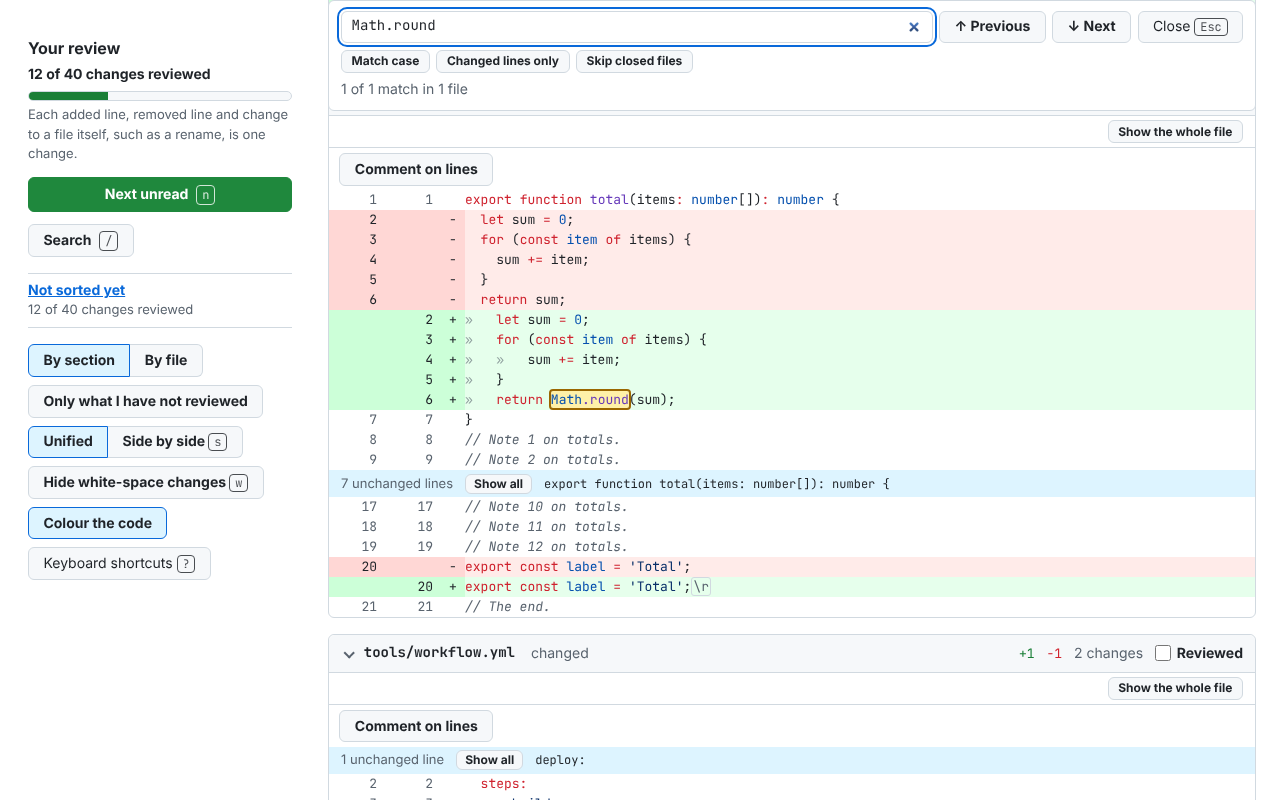 Your review
12 of 40 changes reviewed
Each added line, removed line and change
to a file itself, such as a rename, is one
change.
Next unread n
Search /
Not sorted yet
12 of 40 changes reviewed
By section By file
Only what I have not reviewed
Unified Side by side s
Hide white-space changes w
Colour the code
Keyboard shortcuts ?
Math.round × ↑ Previous ↓ Next Close Esc
Match case Changed lines only Skip closed files
1 of 1 match in 1 file
Show the whole file
Comment on lines
1 1 export function total(items: number[]): number {
2 - let sum = 0;
3 - for (const item of items) {
4 - sum += item;
5 - }
6 - return sum;
2 + » let sum = 0;
3 + » for (const item of items) {
4 + » » sum += item;
5 + » }
6 + » return Math.round(sum);
7 7 }
8 8 // Note 1 on totals.
9 9 // Note 2 on totals.
7 unchanged lines Show all export function total(items: number[]): number {
17 17 // Note 10 on totals.
18 18 // Note 11 on totals.
19 19 // Note 12 on totals.
20 - export const label = 'Total';
20 + export const label = 'Total';\r
21 21 // The end.
tools/workflow.yml changed +1 -1 2 changes Reviewed
Show the whole file
Comment on lines
1 unchanged line Show all deploy:
2 2 steps: